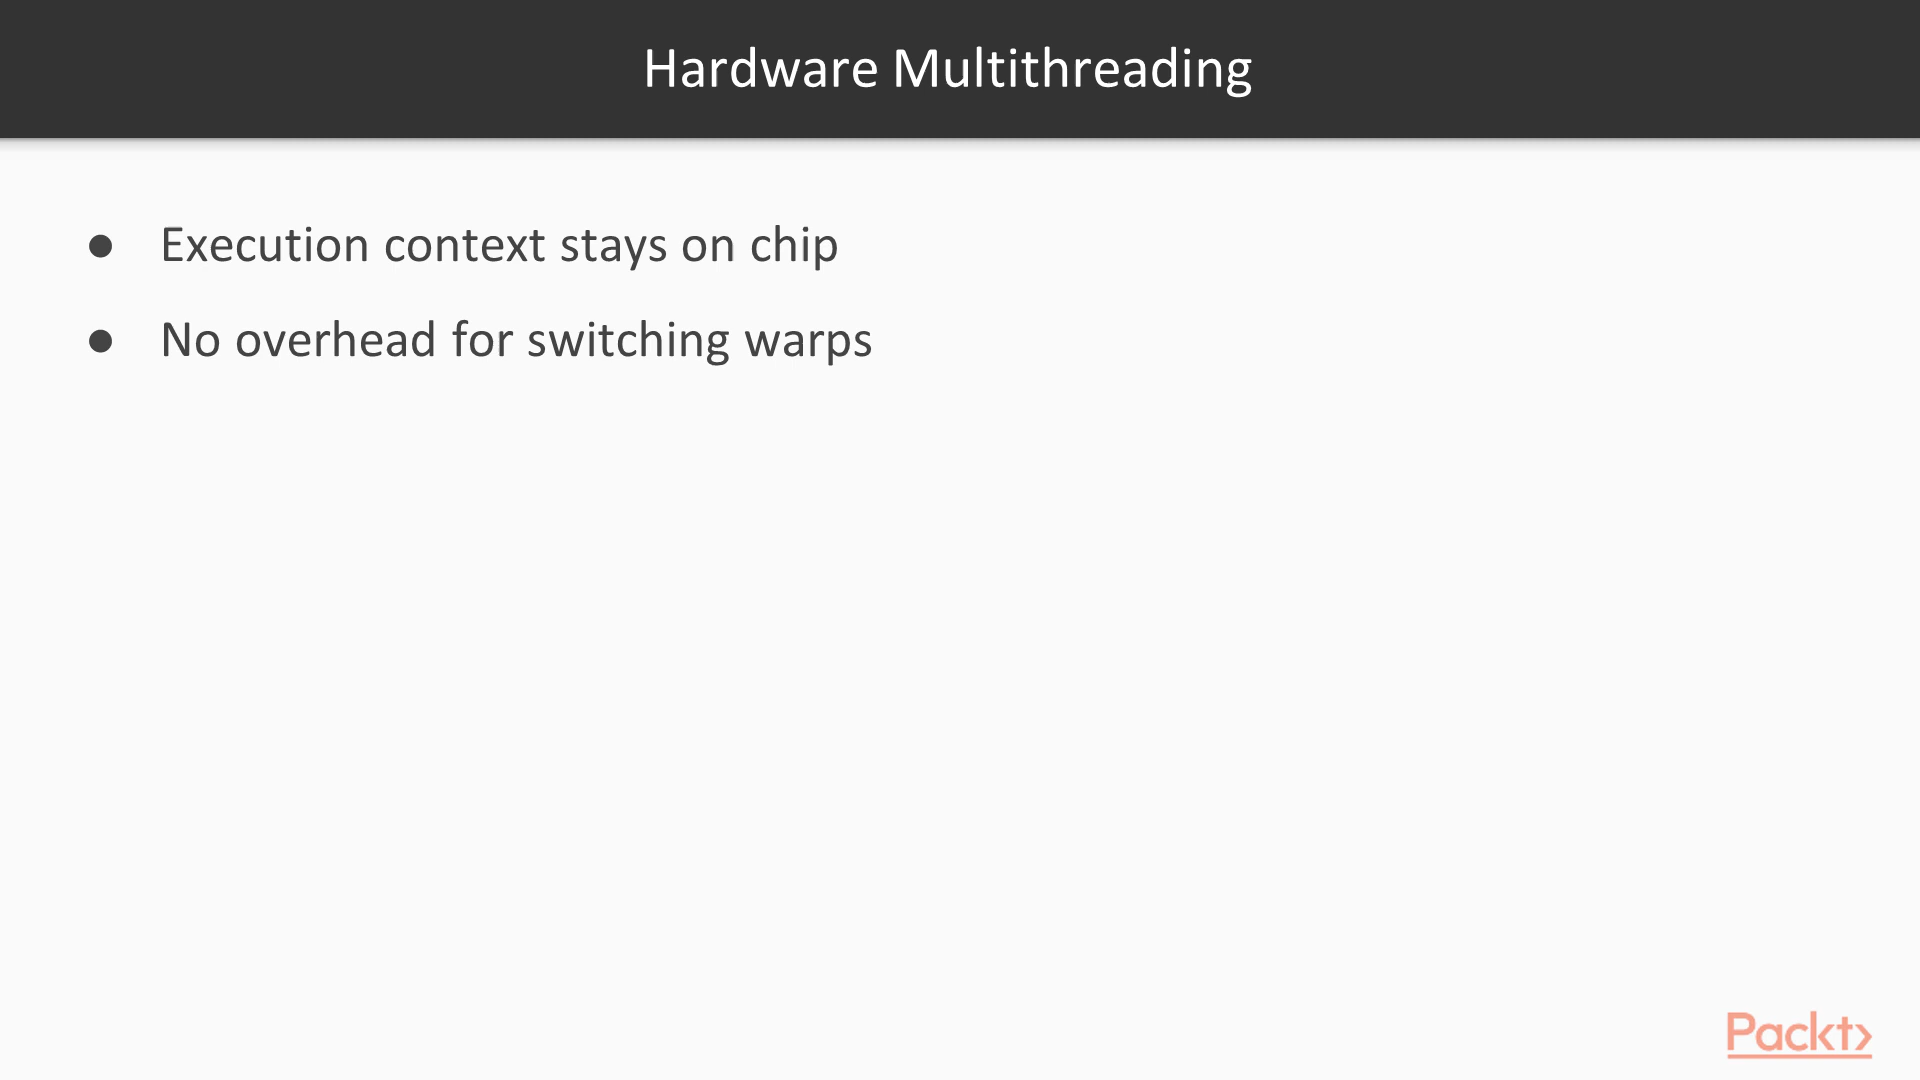 Hardware Multithreading
● Execution context stays on chip
● No overhead for switching warps
Packt>